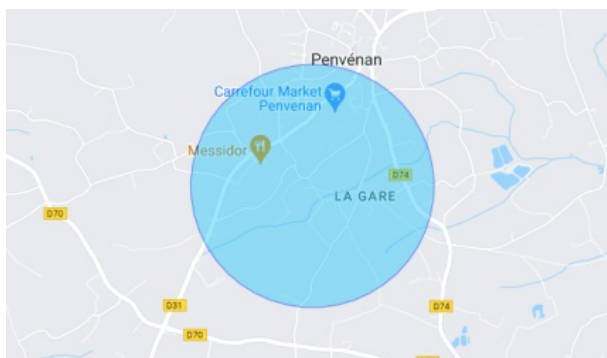 Penvénan
Carrefour Market
Penvenan
Messidor
D74
LA GARE
D70
D31
D74
D70